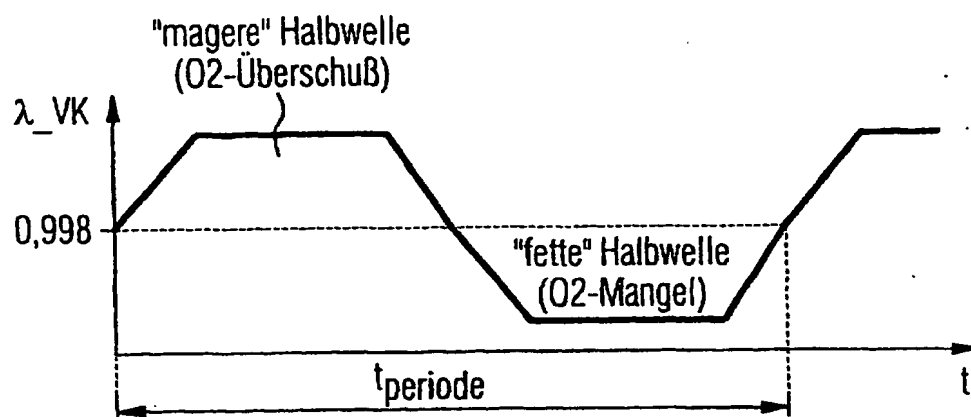 "magere" Halbwelle
(O2-Überschuß)
λ_VK
0,998
"fette" Halbwelle
(O2-Mangel)
tperiode
t